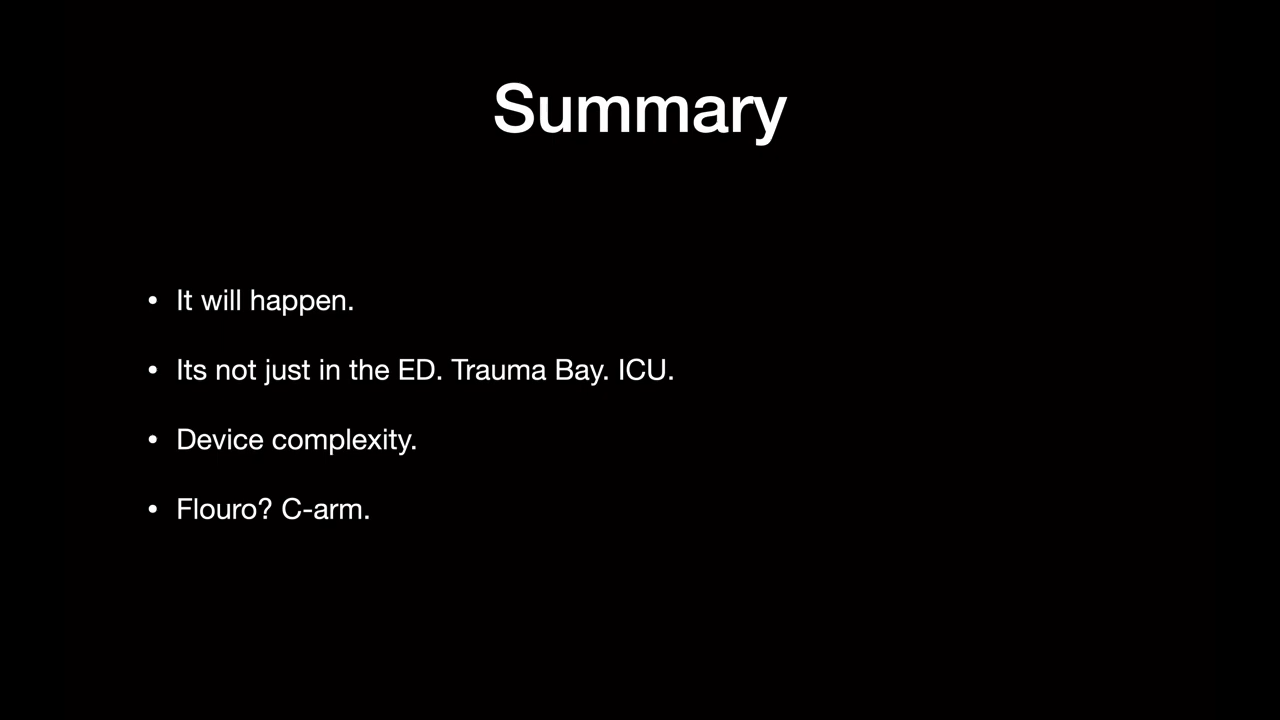 Summary
• It will happen.
• Its not just in the ED. Trauma Bay. ICU.
• Device complexity.
• Flouro? C-arm.